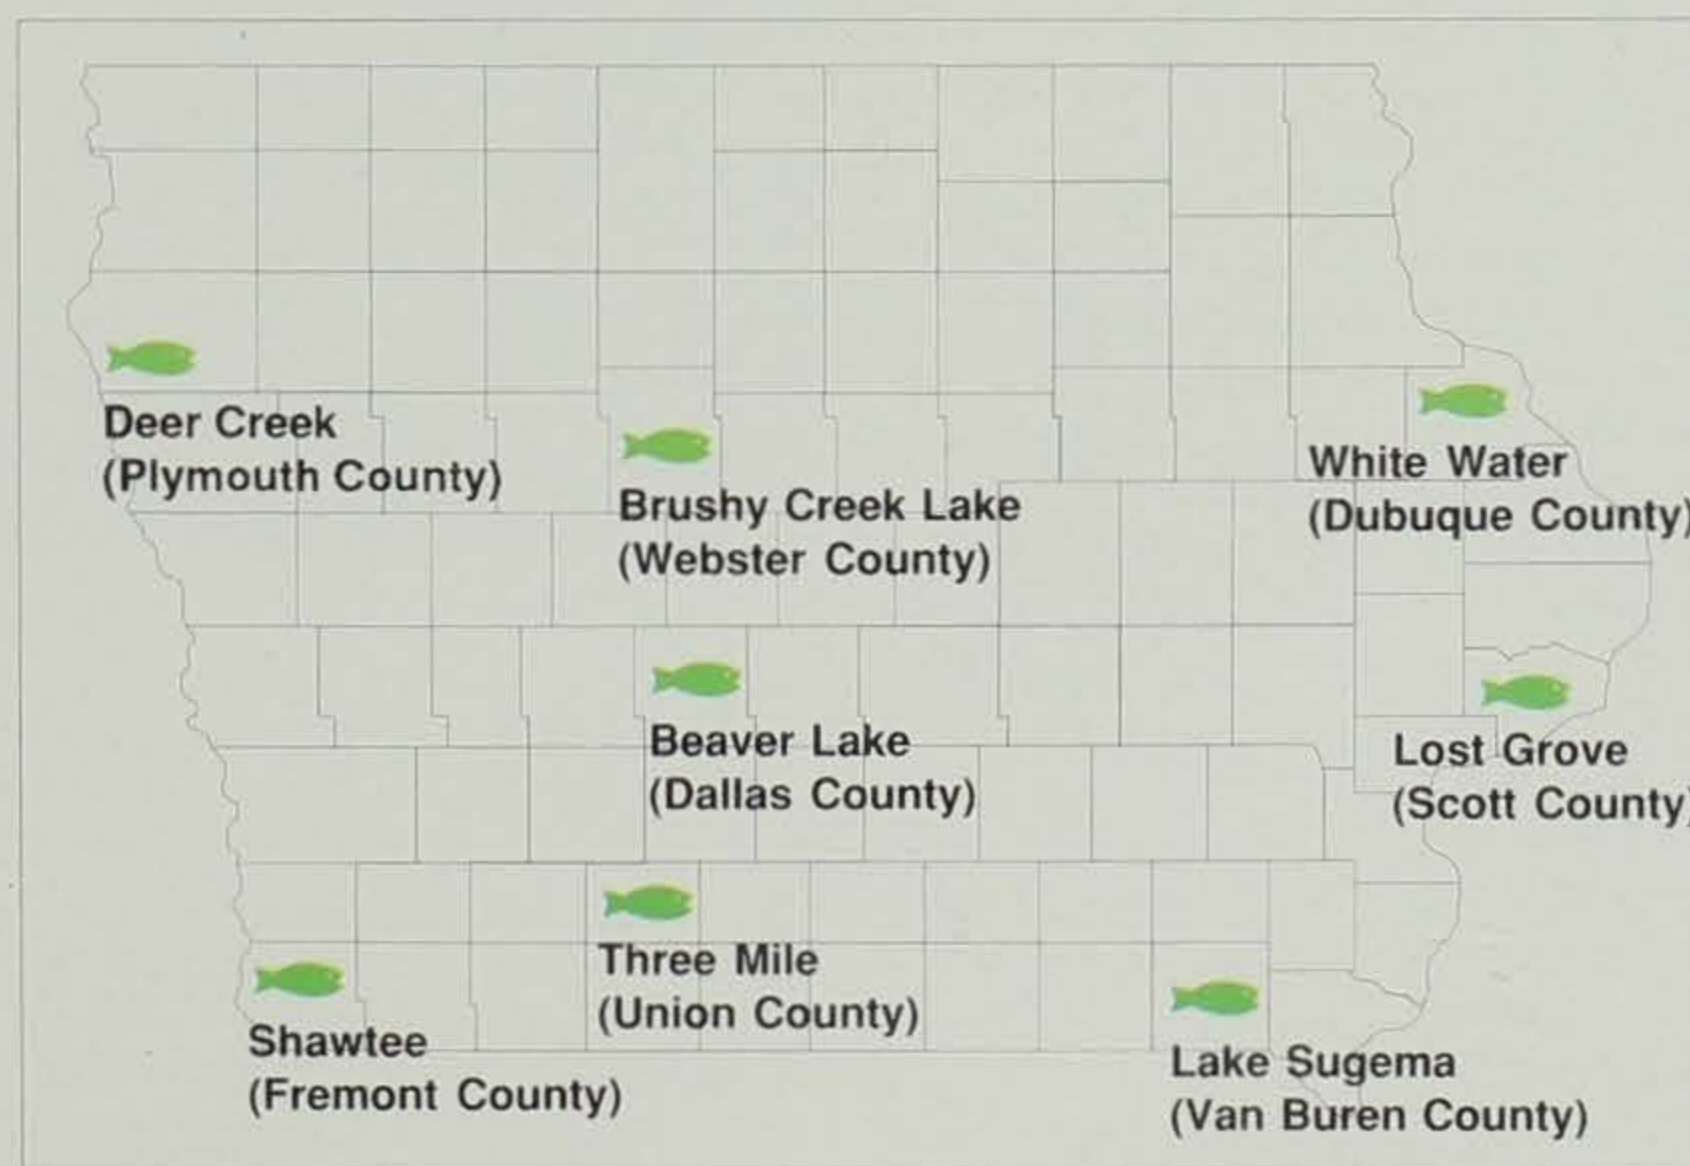 Deer Creek
(Plymouth County)
Brushy Creek Lake
(Webster County)
White Water
(Dubuque County)
Beaver Lake
(Dallas County)
Lost Grove
(Scott County)
Three Mile
(Union County)
Shawtee
(Fremont County)
Lake Sugema
(Van Buren County)